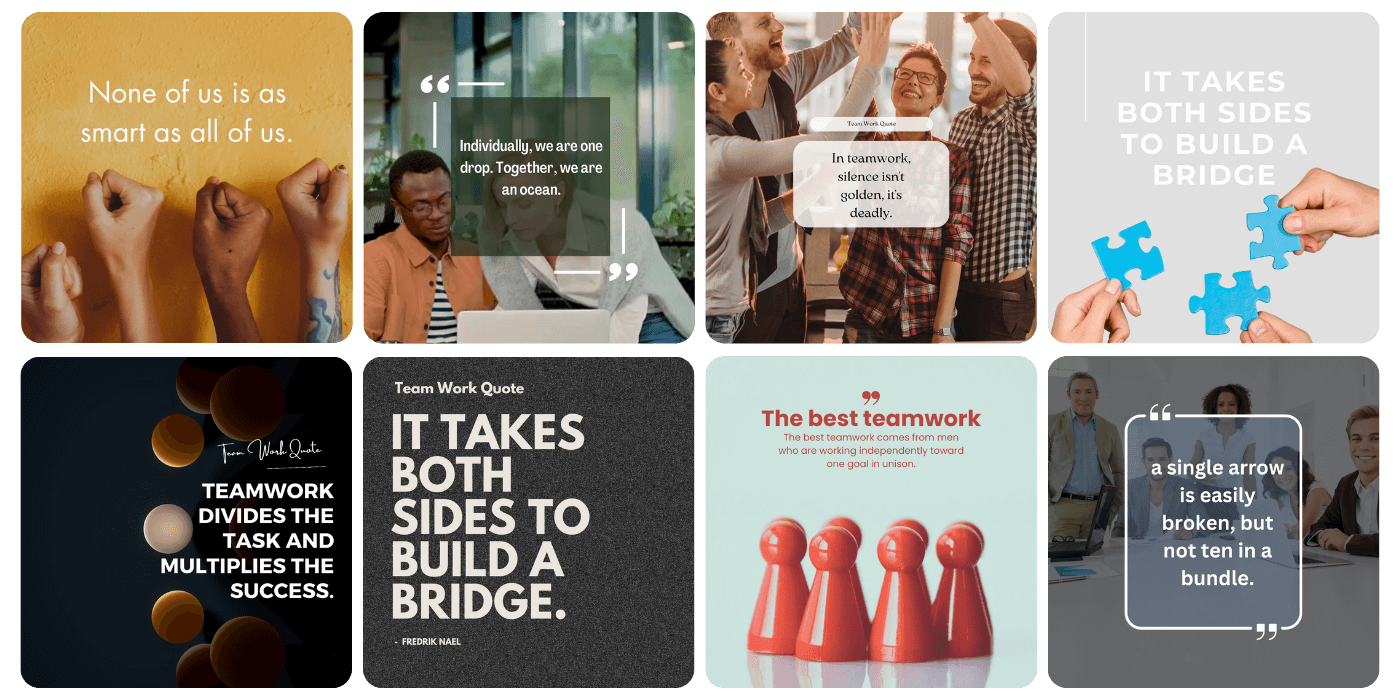 None of us is as
smart as all of us.
“
Individually, we are one
drop. Together, we are
an ocean.
”
Team Work Quote
In teamwork,
silence isn't
golden, it's
deadly.
IT TAKES
BOTH SIDES
TO BUILD A
BRIDGE
Team Work Quote
TEAMWORK
DIVIDES THE
TASK AND
MULTIPLIES THE
SUCCESS.
Team Work Quote
IT TAKES
BOTH
SIDES TO
BUILD A
BRIDGE.
- FREDRIK NAEL
”
The best teamwork
The best teamwork comes from men
who are working independently toward
one goal in unison.
“
a single arrow
is easily
broken, but
not ten in a
bundle.
”